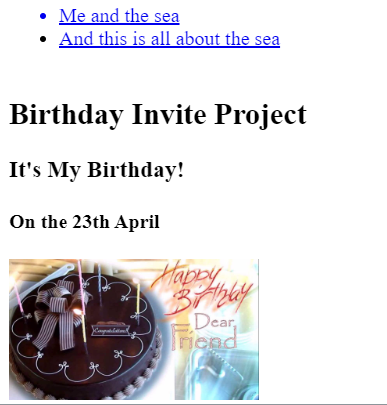 Me and the sea
And this is all about the sea
Birthday Invite Project
It's My Birthday!
On the 23th April
Happy
Birthday
Dear
Friend
Congratulations